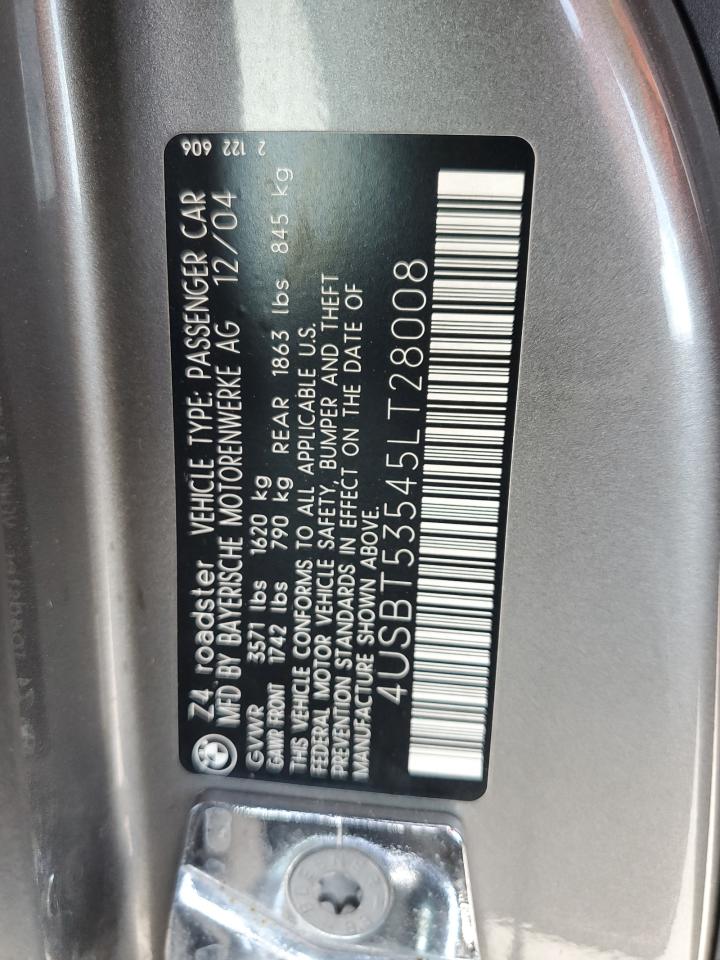 Z4 roadster VEHICLE TYPE: PASSENGER CAR
MFD BY BAYERISCHE MOTORENWERKE AG 12/04
GVWR 3571 lbs 1620 kg
GAWR FRONT 1742 lbs 790 kg REAR 1863 lbs 845 kg
THIS VEHICLE CONFORMS TO ALL APPLICABLE U.S.
FEDERAL MOTOR VEHICLE SAFETY, BUMPER AND THEFT
PREVENTION STANDARDS IN EFFECT ON THE DATE OF
MANUFACTURE SHOWN ABOVE.
4USBT53545LT28008
2 122 606